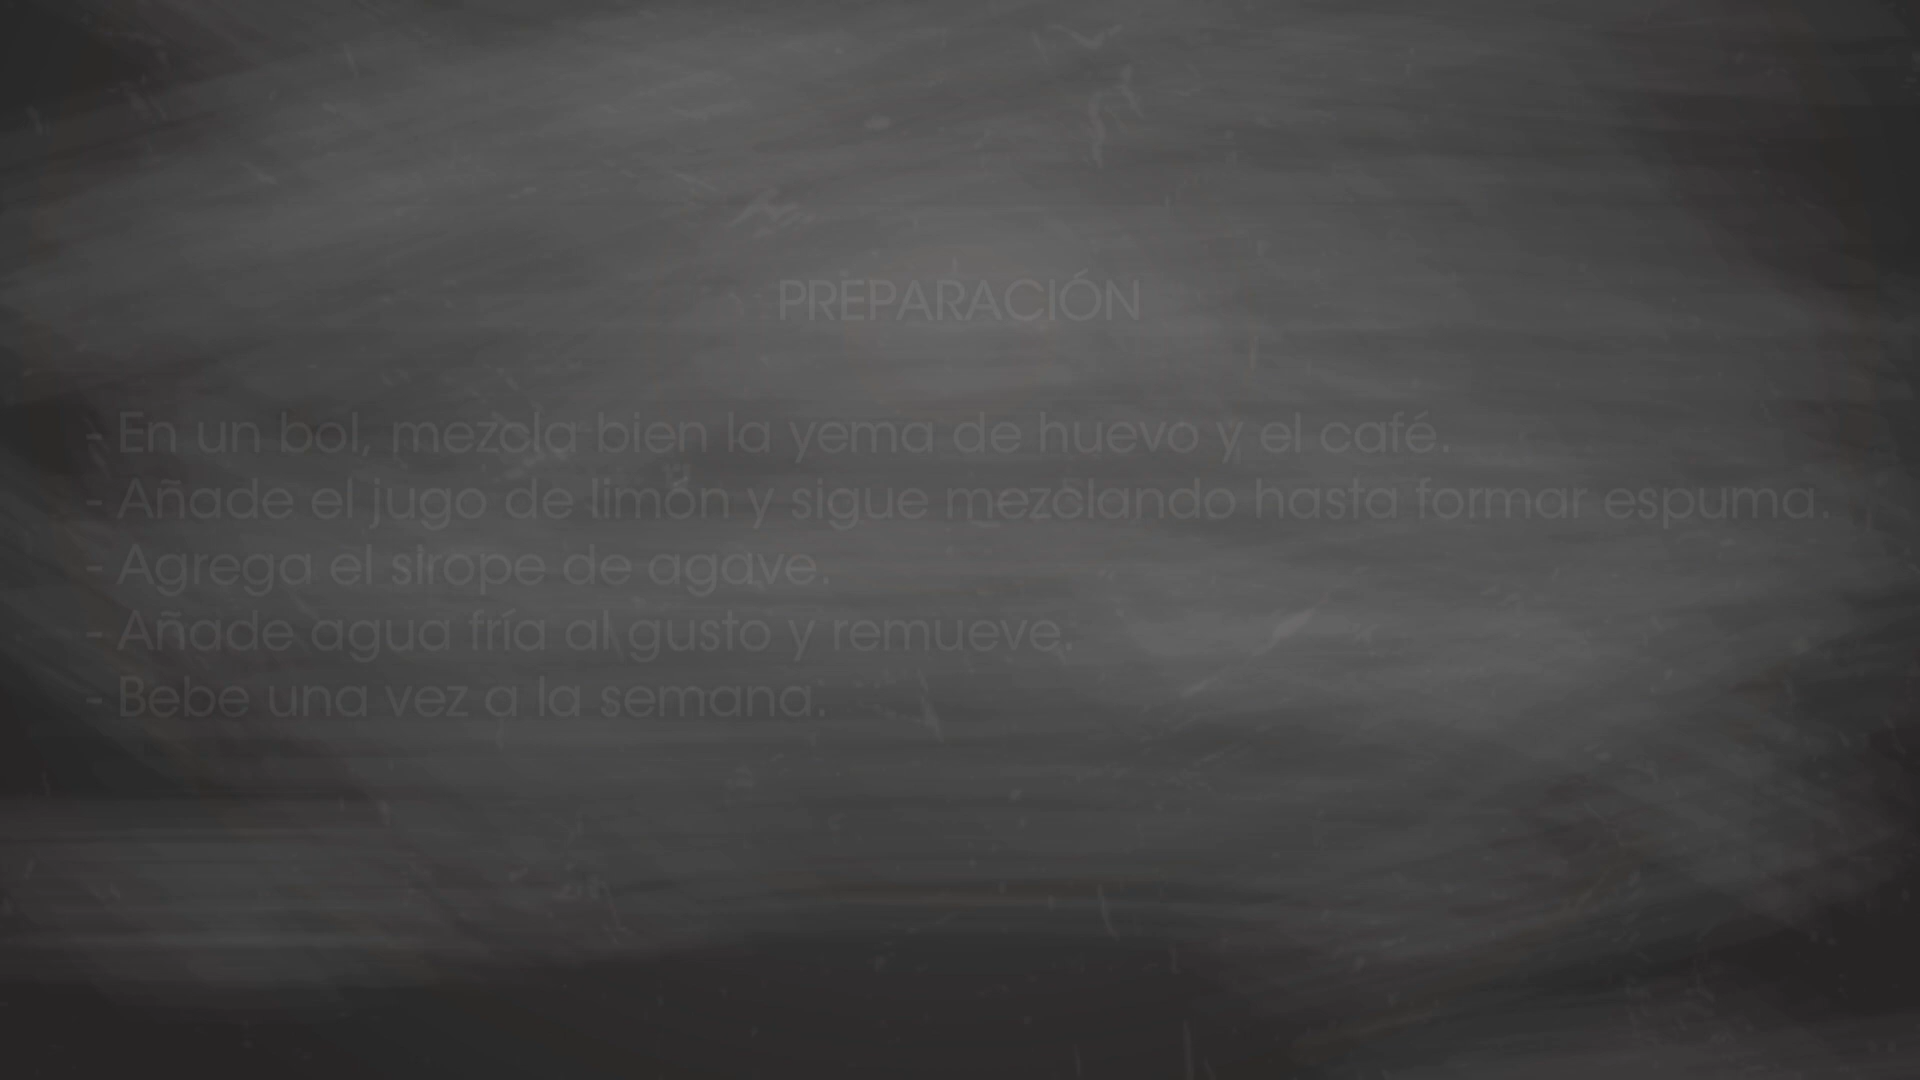 PREPARACIÓN
- En un bol, mezcla bien la yema de huevo y el café.
- Añade el jugo de limón y sigue mezclando hasta formar espuma.
- Agrega el sirope de agave.
- Añade agua fría al gusto y remueve.
- Bebe una vez a la semana.